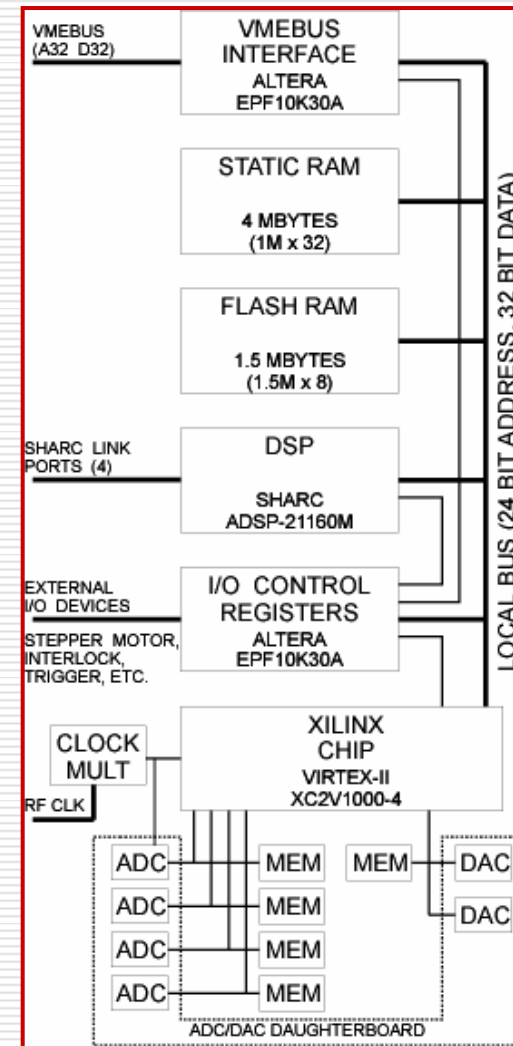 VMEBUS
(A32 D32)
VMEBUS
INTERFACE
ALTERA
EPF10K30A
STATIC RAM
4 MBYTES
(1M x 32)
FLASH RAM
1.5 MBYTES
(1.5M x 8)
SHARC LINK
PORTS (4)
DSP
SHARC
ADSP-21160M
EXTERNAL
I/O DEVICES
STEPPER MOTOR,
INTERLOCK,
TRIGGER, ETC.
I/O CONTROL
REGISTERS
ALTERA
EPF10K30A
LOCAL BUS (24 BIT ADDRESS, 32 BIT DATA)
CLOCK
MULT
RF CLK
XILINX
CHIP
VIRTEX-II
XC2V1000-4
ADC MEM MEM DAC
ADC MEM DAC
ADC MEM
ADC MEM
ADC/DAC DAUGHTERBOARD